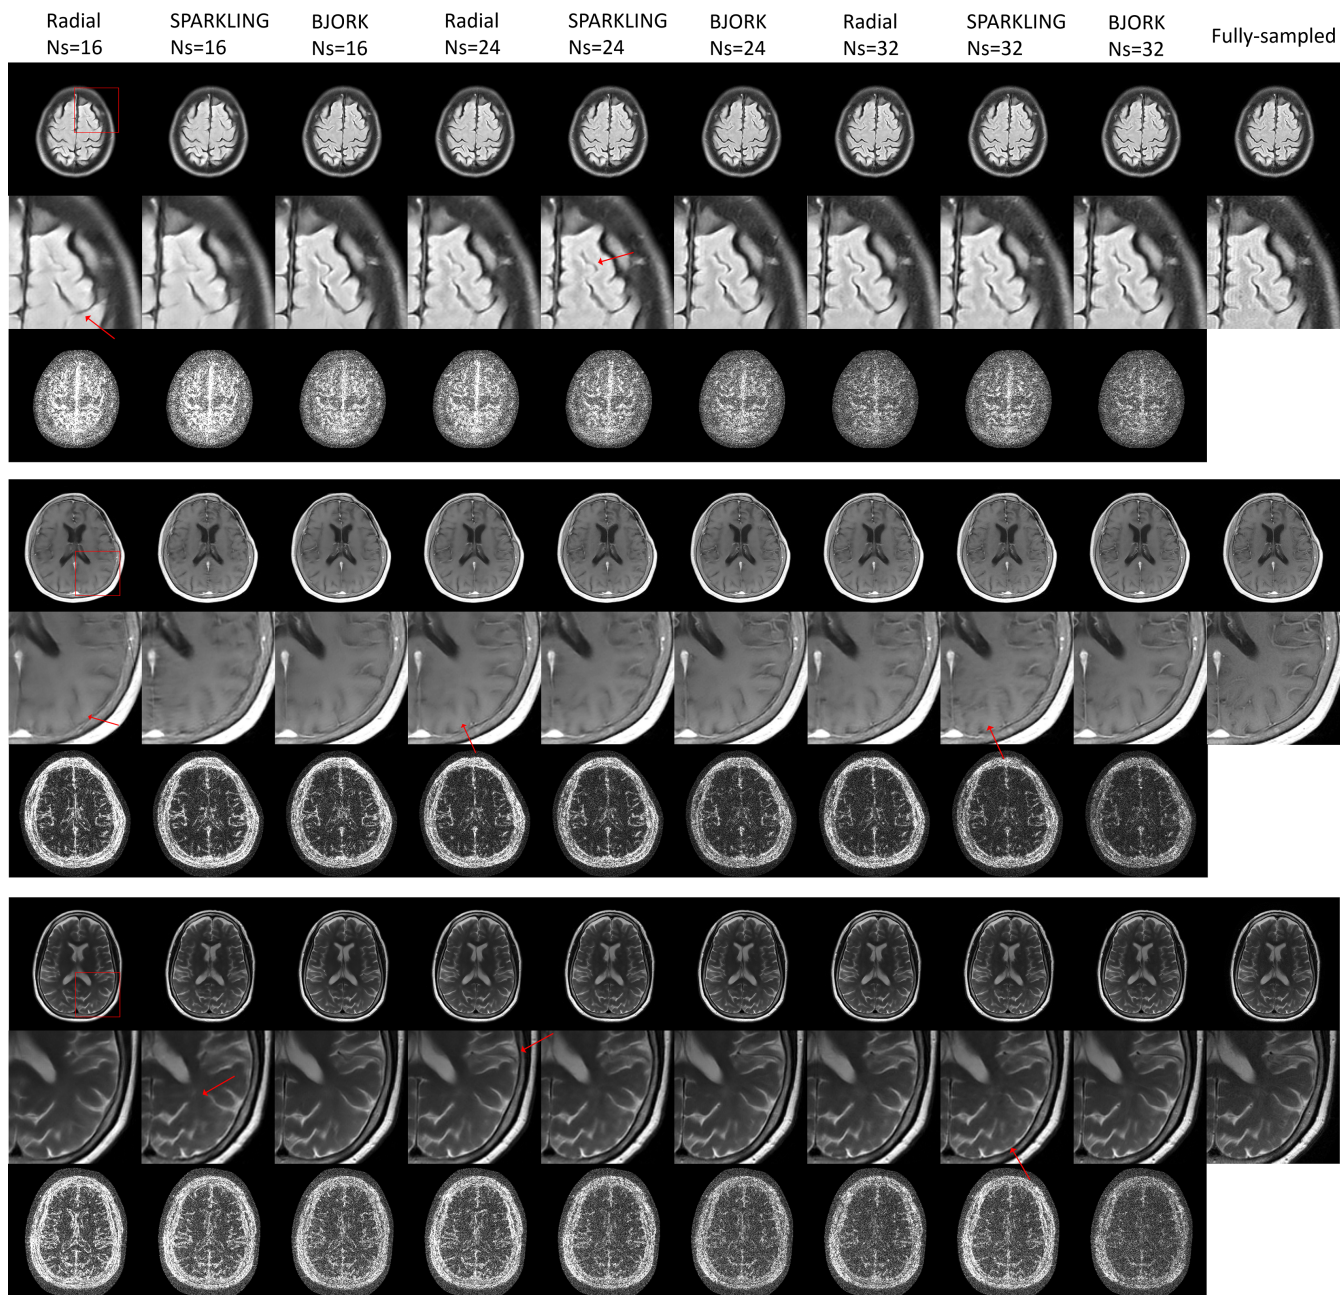 Radial SPARKLING BJORK Radial SPARKLING BJORK Radial SPARKLING BJORK Fully-sampled
Ns=16 Ns=16 Ns=16 Ns=24 Ns=24 Ns=24 Ns=32 Ns=32 Ns=32